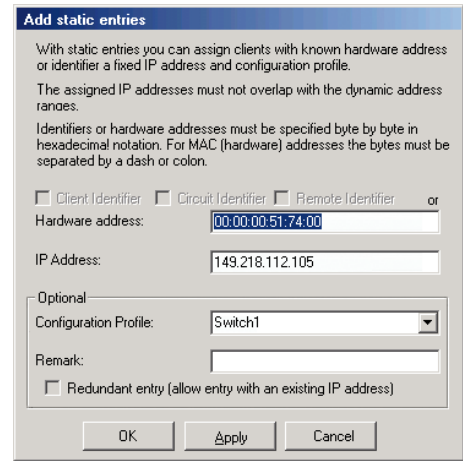 Add static entries
With static entries you can assign clients with known hardware address
or identifier a fixed IP address and configuration profile.
The assigned IP addresses must not overlap with the dynamic address
ranges.
Identifiers or hardware addresses must be specified byte by byte in
hexadecimal notation. For MAC (hardware) addresses the bytes must be
separated by a dash or colon.
Client Identifier Circuit Identifier Remote Identifier or
Hardware address: 00:00:00:51:74:00
IP Address: 149.218.112.105
Optional
Configuration Profile: Switch1
Remark:
Redundant entry (allow entry with an existing IP address)
OK Apply Cancel